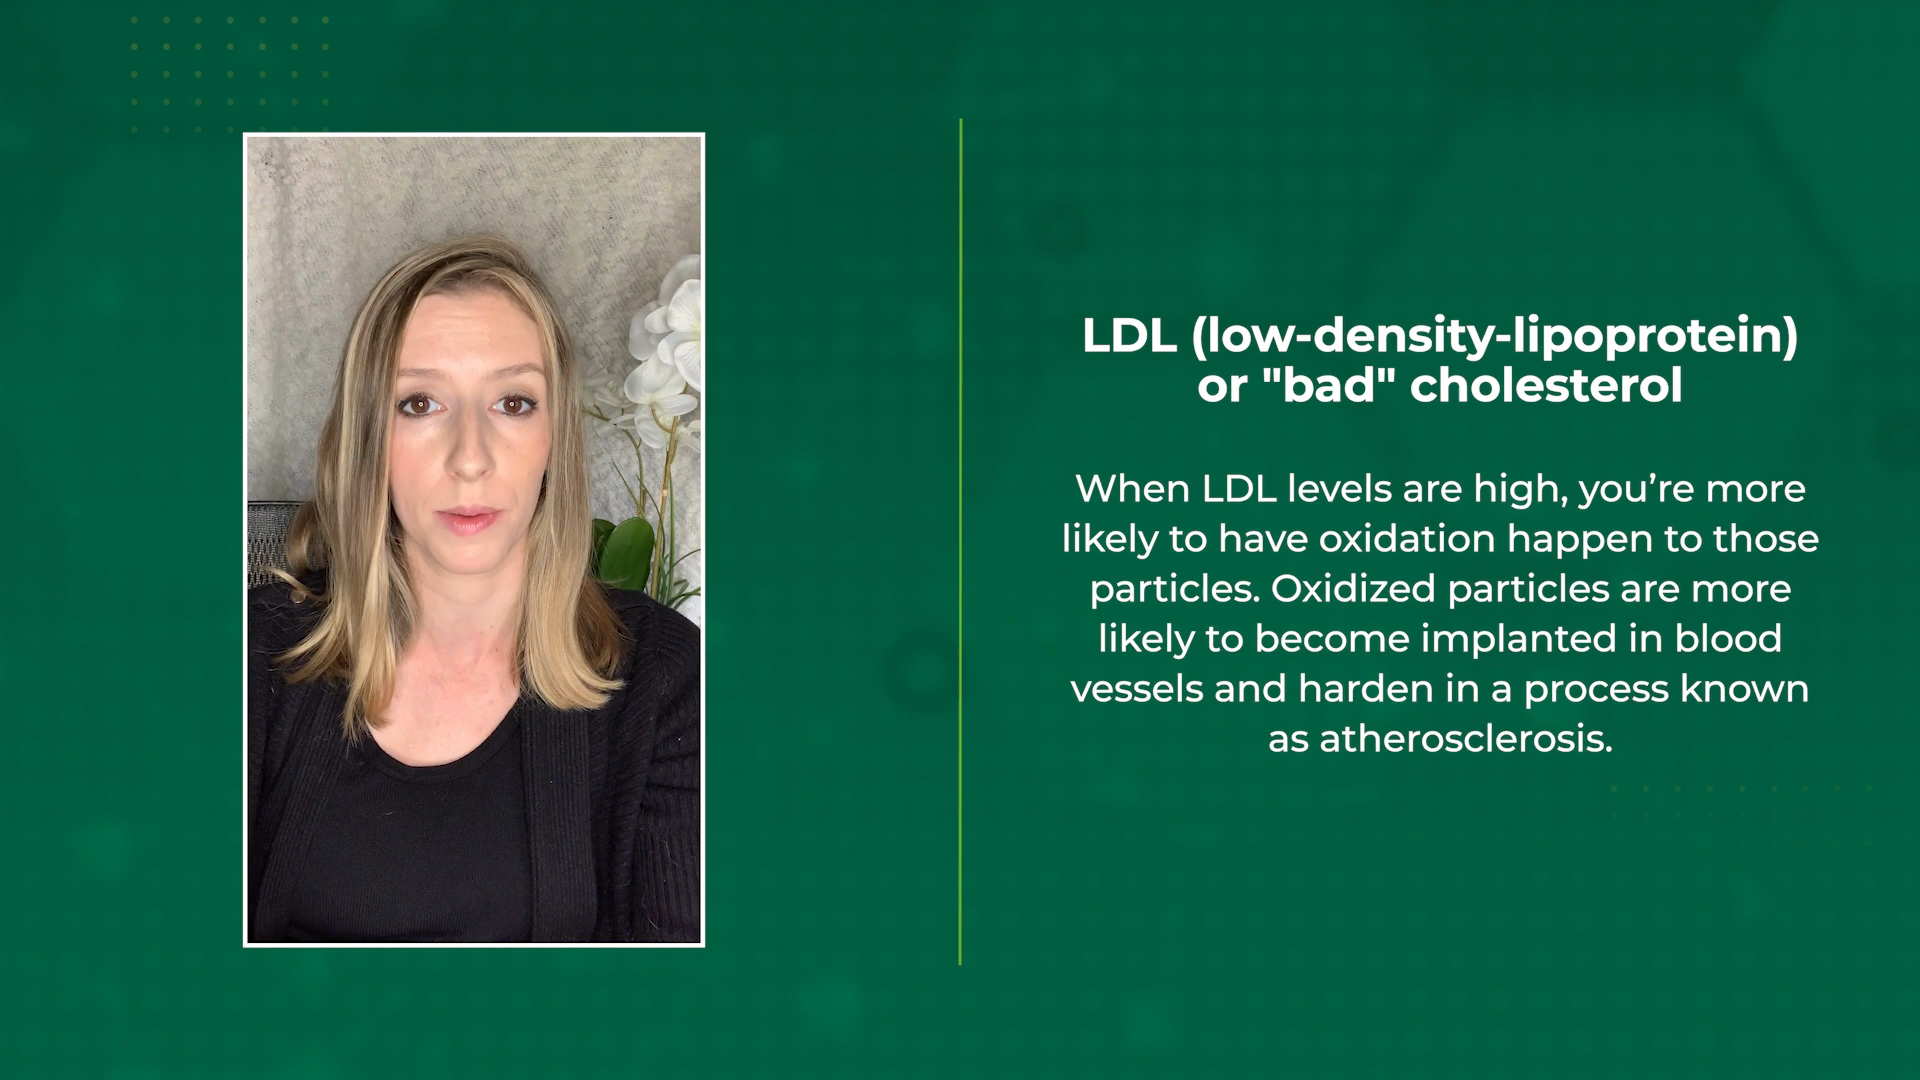 LDL (low-density-lipoprotein)
or "bad" cholesterol
When LDL levels are high, you’re more
likely to have oxidation happen to those
particles. Oxidized particles are more
likely to become implanted in blood
vessels and harden in a process known
as atherosclerosis.